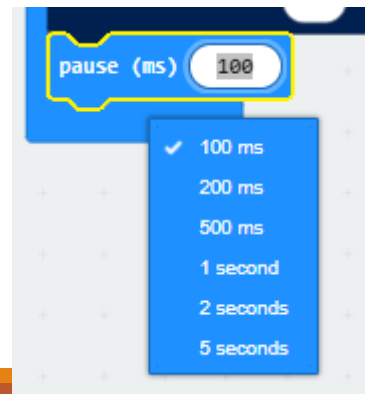 pause (ms) 100
100 ms
200 ms
500 ms
1 second
2 seconds
5 seconds